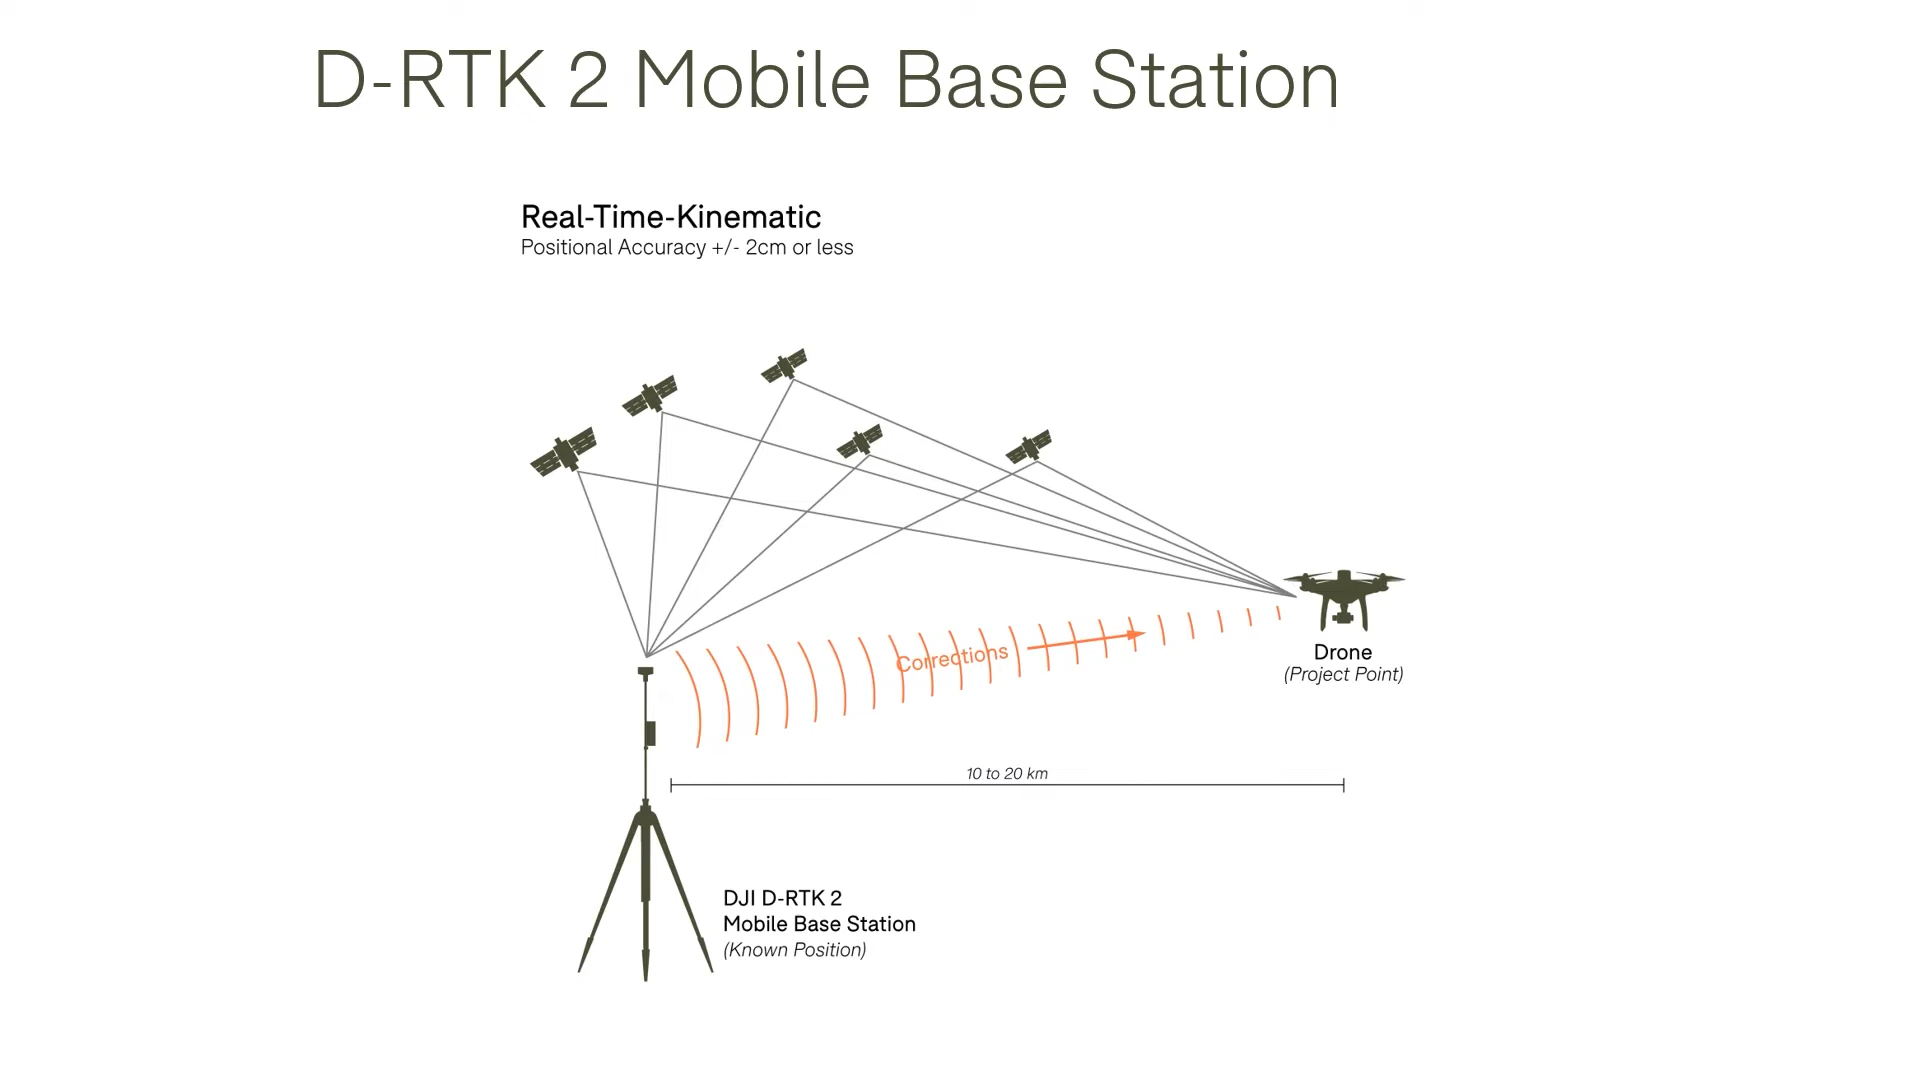 D-RTK 2 Mobile Base Station
Real-Time-Kinematic
Positional Accuracy +/- 2cm or less
Corrections
Drone
(Project Point)
10 to 20 km
DJI D-RTK 2
Mobile Base Station
(Known Position)